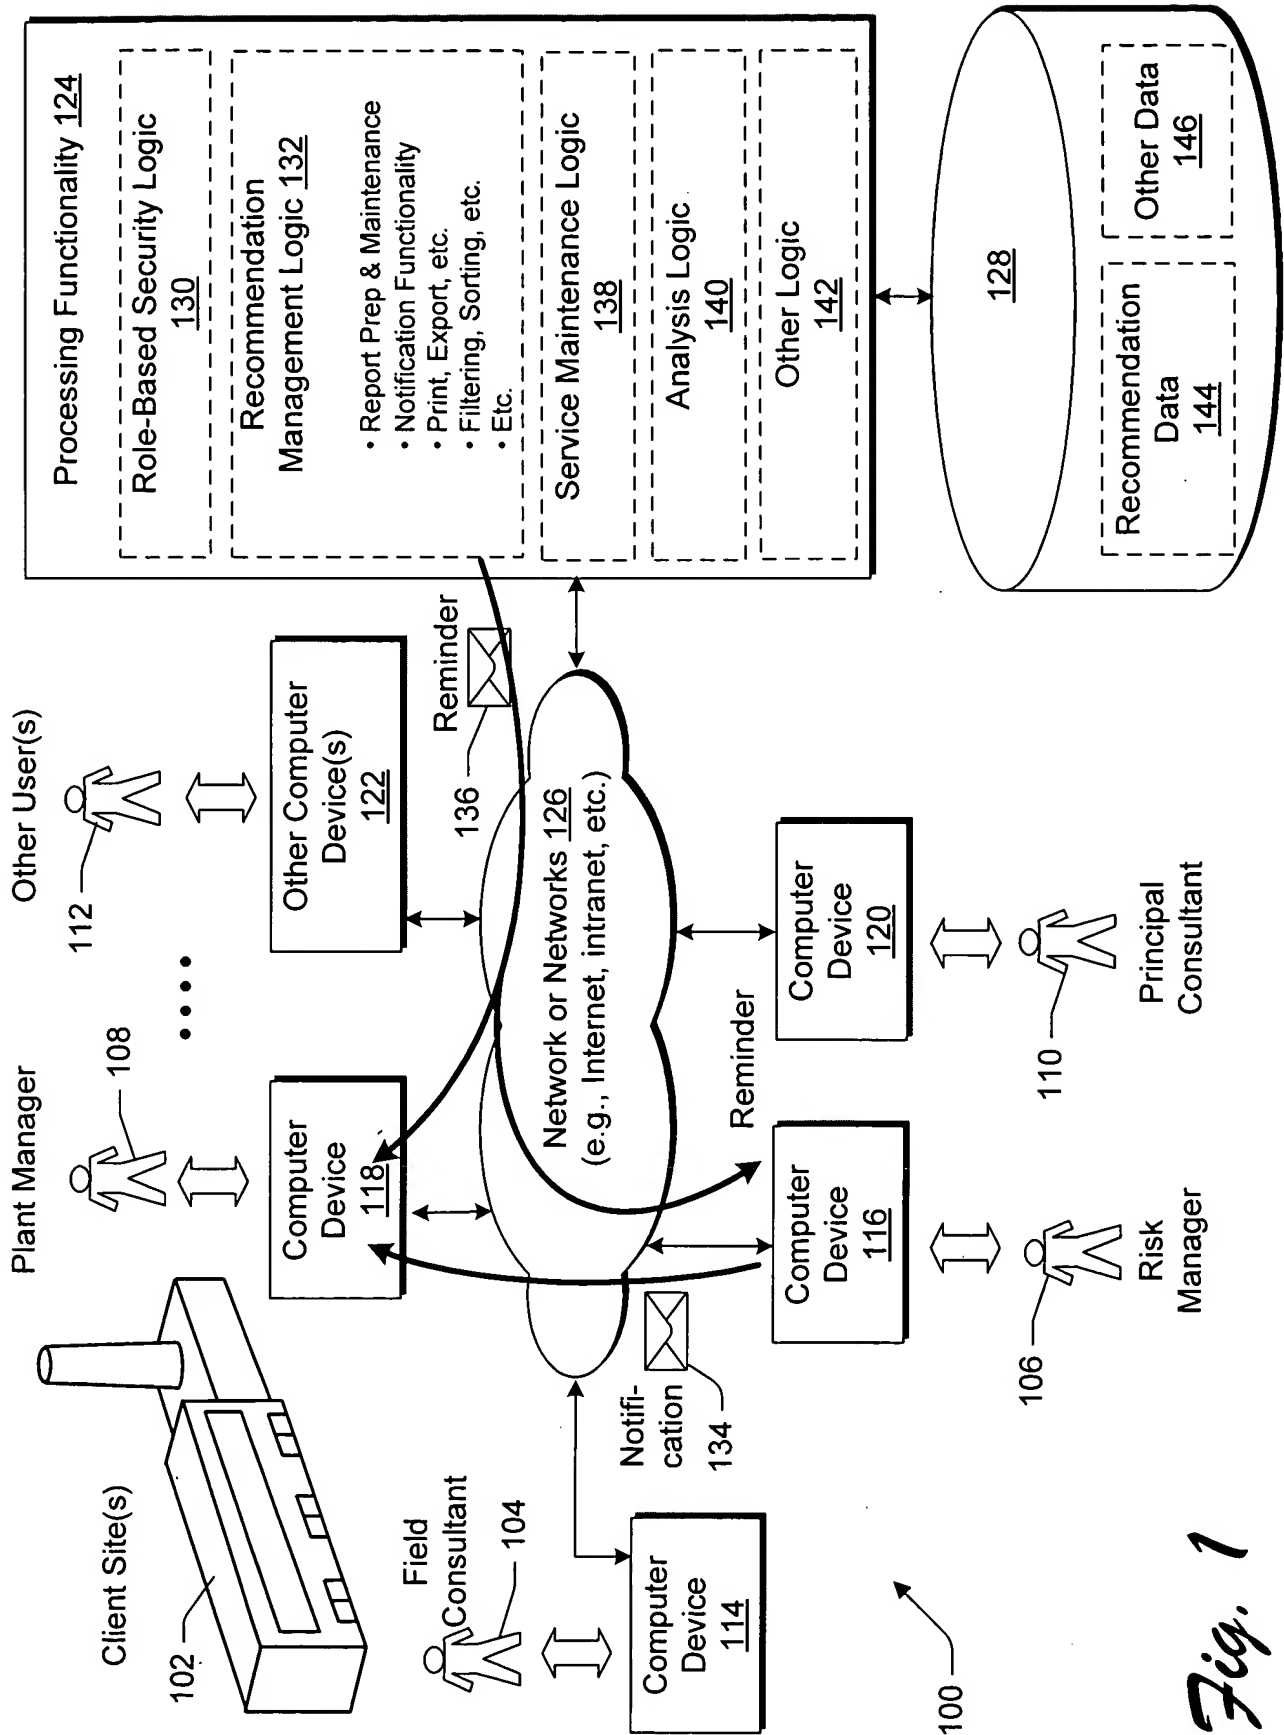 Client Site(s)
102
Plant Manager
108
Other User(s)
112
Field
Consultant
104
Computer
Device
118
Other Computer
Device(s)
122
Reminder
136
Computer
Device
114
Notifi-
cation
134
Network or Networks 126
(e.g., Internet, intranet, etc.)
Reminder
Computer
Device
116
Computer
Device
120
106
Risk
Manager
110
Principal
Consultant
Processing Functionality 124
Role-Based Security Logic
130
Recommendation
Management Logic 132
• Report Prep & Maintenance
• Notification Functionality
• Print, Export, etc.
• Filtering, Sorting, etc.
• Etc.
Service Maintenance Logic
138
Analysis Logic
140
Other Logic
142
128
Recommendation
Data
144
Other Data
146
100
Fig. 1